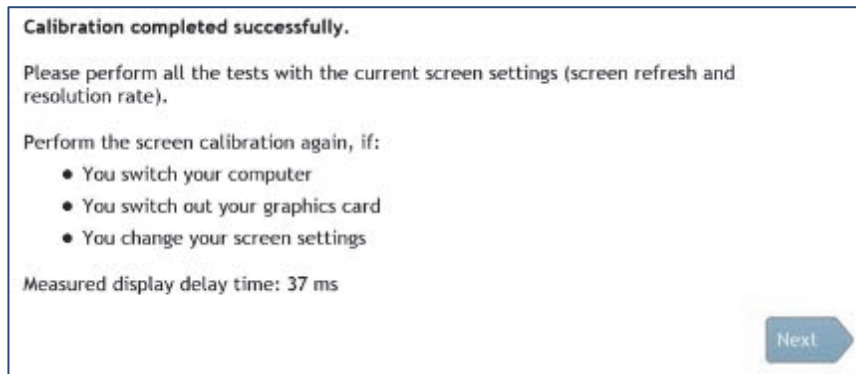 Calibration completed successfully.
Please perform all the tests with the current screen settings (screen refresh and
resolution rate).
Perform the screen calibration again, if:
• You switch your computer
• You switch out your graphics card
• You change your screen settings
Measured display delay time: 37 ms
Next